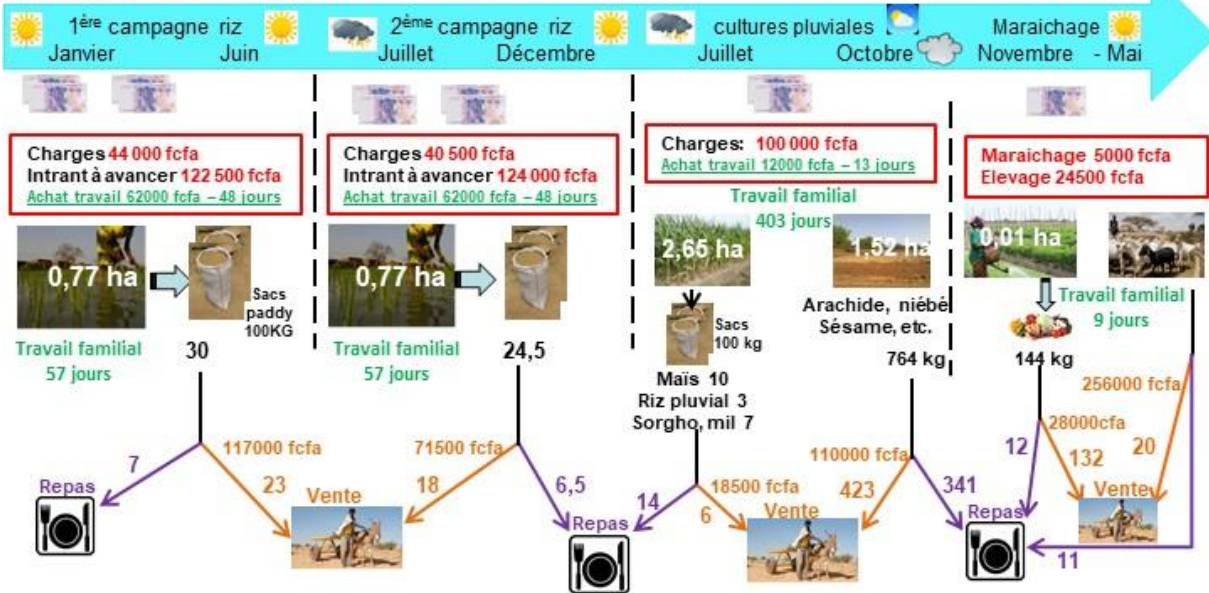 1ère campagne riz
Janvier Juin
2ème campagne riz
Juillet Décembre
cultures pluviales
Juillet Octobre
Maraichage
Novembre - Mai
Charges 44 000 fcfa
Intrant à avancer 122 500 fcfa
Achat travail 62000 fcfa – 48 jours
Charges 40 500 fcfa
Intrant à avancer 124 000 fcfa
Achat travail 62000 fcfa – 48 jours
Charges: 100 000 fcfa
Achat travail 12000 fcfa – 13 jours
Maraichage 5000 fcfa
Elevage 24500 fcfa
Travail familial
403 jours
0,77 ha
Sacs
paddy
100KG
Travail familial
57 jours
30
0,77 ha
Travail familial
57 jours
24,5
2,65 ha
Sacs
100 kg
Maïs 10
Riz pluvial 3
Sorgho, mil 7
1,52 ha
Arachide, niébé
Sésame, etc.
764 kg
0,01 ha
Travail familial
9 jours
144 kg
7
Repas
117000 fcfa
23
Vente
71500 fcfa
18
6,5
Repas
14
18500 fcfa
6
Vente
110000 fcfa
423
341
Repas
12
28000cfa
132
Vente
256000 fcfa
20
11